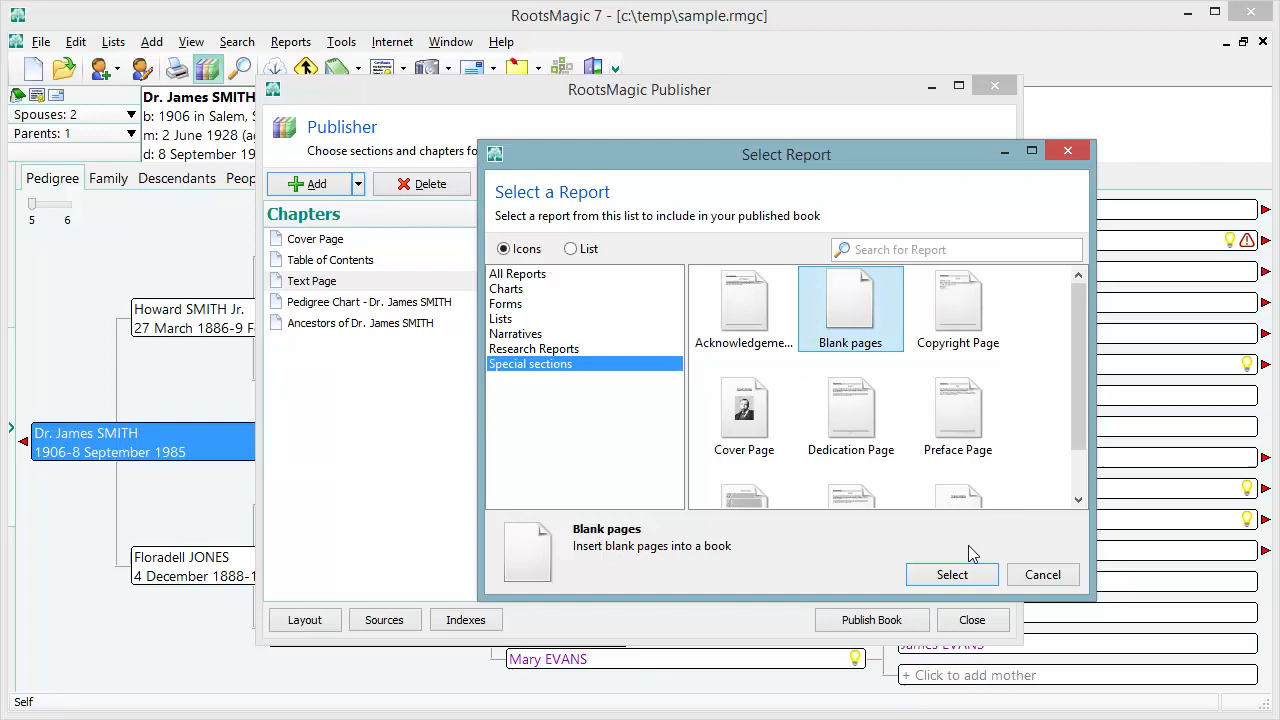 RootsMagic 7 - [c:\temp\sample.rmgc]
File Edit Lists Add View Search Reports Tools Internet Window Help
RootsMagic Publisher
Dr. James SMITH
Spouses: 2
b: 1906 in Salem,
Parents: 1
m: 2 June 1928
d: 8 September
Pedigree Family Descendants
5 6
Howard SMITH Jr.
27 March 1886-9
Dr. James SMITH
1906-8 September 1985
Floradell JONES
4 December
Publisher
Choose sections and chapters
Add Delete
Chapters
Cover Page
Table of Contents
Text Page
Pedigree Chart - Dr. James SMITH
Ancestors of Dr. James SMITH
Layout Sources Indexes Publish Book Close
Select Report
Select a Report
Select a report from this list to include in your published book
Icons List Search for Report
All Reports
Charts
Forms
Lists
Narratives
Research Reports
Special sections
Acknowledgeme... Blank pages Copyright Page
Cover Page Dedication Page Preface Page
Blank pages
Insert blank pages into a book
Select Cancel
James EVANS
Mary EVANS
+ Click to add mother
Self